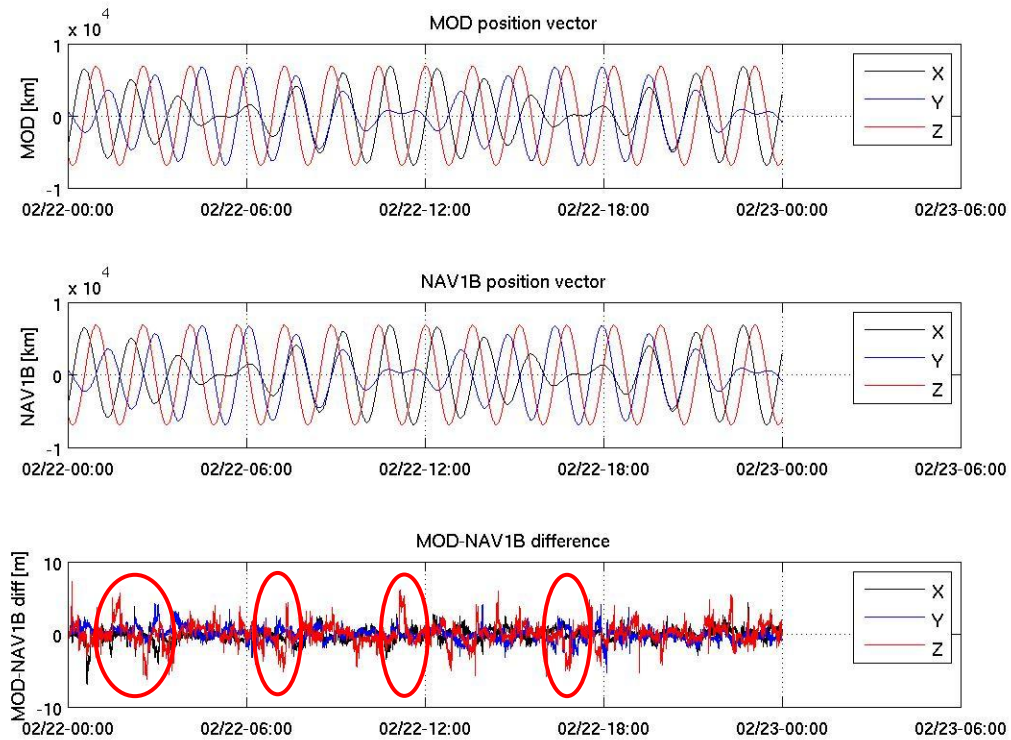 MOD position vector
x 10 4
1
0
-1
MOD [km]
X
Y
Z
02/22-00:00 02/22-06:00 02/22-12:00 02/22-18:00 02/23-00:00 02/23-06:00
NAV1B position vector
x 10 4
1
0
-1
NAV1B [km]
X
Y
Z
02/22-00:00 02/22-06:00 02/22-12:00 02/22-18:00 02/23-00:00 02/23-06:00
MOD-NAV1B difference
10
0
-10
MOD-NAV1B diff [m]
X
Y
Z
02/22-00:00 02/22-06:00 02/22-12:00 02/22-18:00 02/23-00:00 02/23-06:00